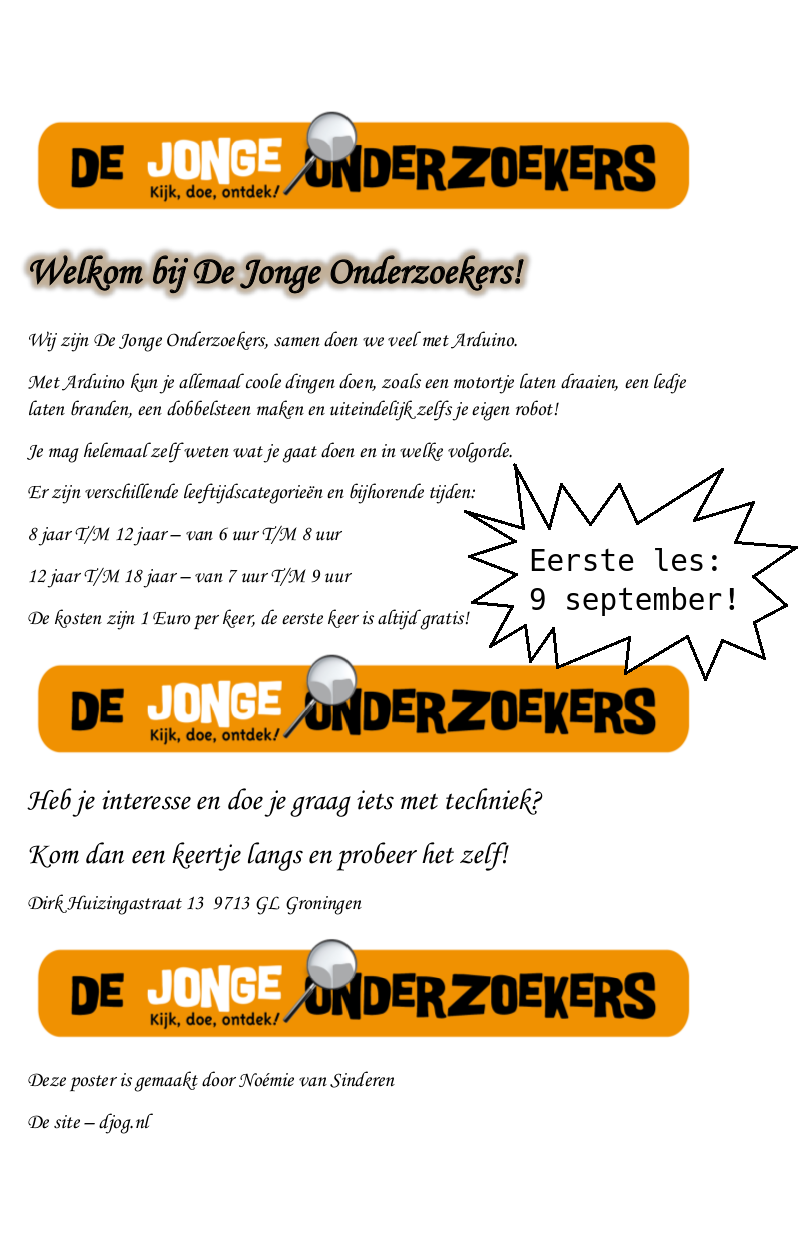 DE JONGE ONDERZOEKERS
Kijk, doe, ontdek!
Welkom bij De Jonge Onderzoekers!
Wij zijn De Jonge Onderzoekers, samen doen we veel met Arduino.
Met Arduino kun je allemaal coole dingen doen, zoals een motortje laten draaien, een ledje
laten branden, een dobbelsteen maken en uiteindelijk zelfs je eigen robot!
Je mag helemaal zelf weten wat je gaat doen en in welke volgorde.
Er zijn verschillende leeftijdscategorieën en bijhorende tijden:
8 jaar T/M 12 jaar – van 6 uur T/M 8 uur
12 jaar T/M 18 jaar – van 7 uur T/M 9 uur
De kosten zijn 1 Euro per keer, de eerste keer is altijd gratis!
Eerste les:
9 september!
DE JONGE ONDERZOEKERS
Kijk, doe, ontdek!
Heb je interesse en doe je graag iets met techniek?
Kom dan een keertje langs en probeer het zelf!
Dirk Huizingastraat 13  9713 GL Groningen
DE JONGE ONDERZOEKERS
Kijk, doe, ontdek!
Deze poster is gemaakt door Noémie van Sinderen
De site – djog.nl